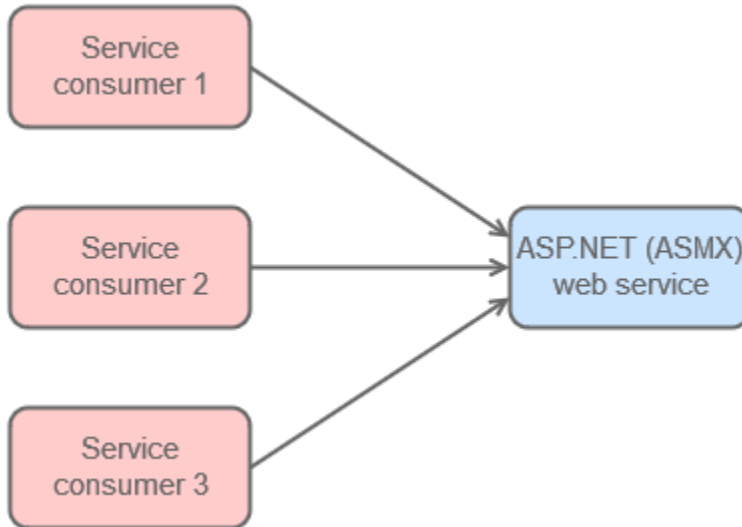 Service
consumer 1
Service
consumer 2
ASP.NET (ASMX)
web service
Service
consumer 3